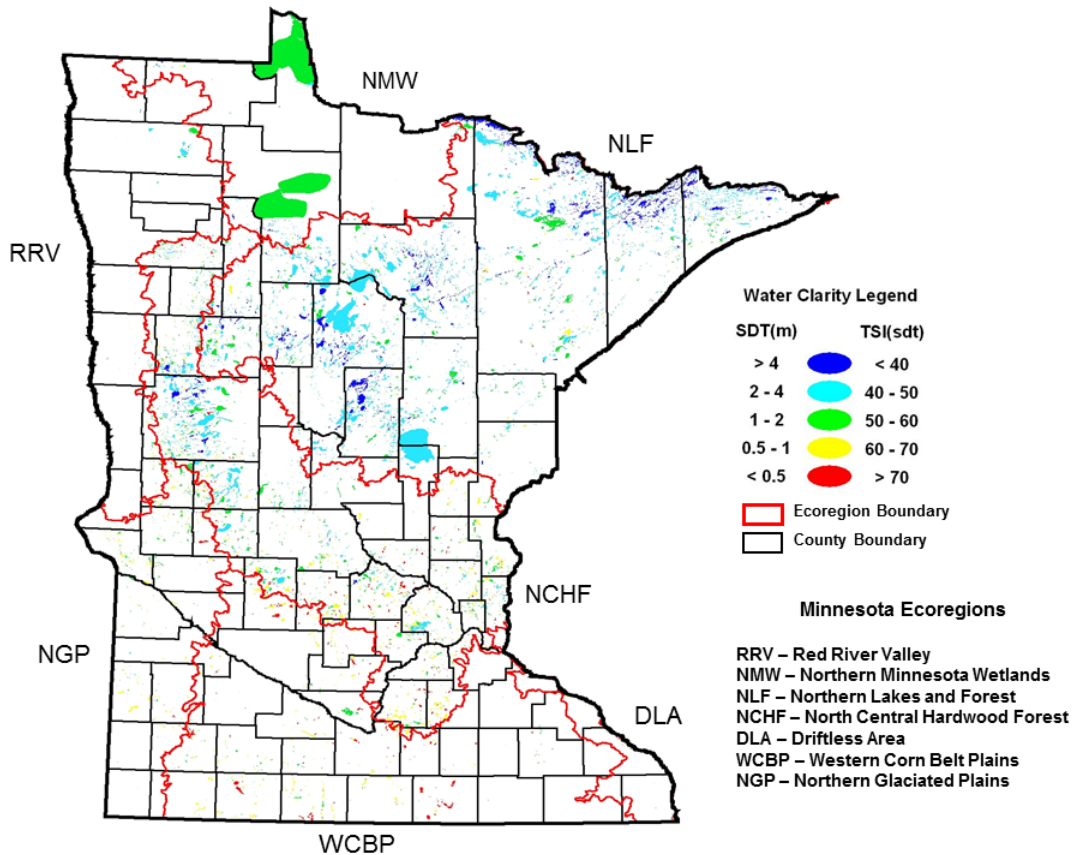 NMW
NLF
RRV
Water Clarity Legend
SDT(m) TSI(sdt)
> 4 < 40
2 - 4 40 - 50
1 - 2 50 - 60
0.5 - 1 60 - 70
< 0.5 > 70
Ecoregion Boundary
County Boundary
NCHF
Minnesota Ecoregions
NGP
RRV – Red River Valley
NMW – Northern Minnesota Wetlands
NLF – Northern Lakes and Forest
DLA
NCHF – North Central Hardwood Forest
DLA – Driftless Area
WCBP – Western Corn Belt Plains
NGP – Northern Glaciated Plains
WCBP